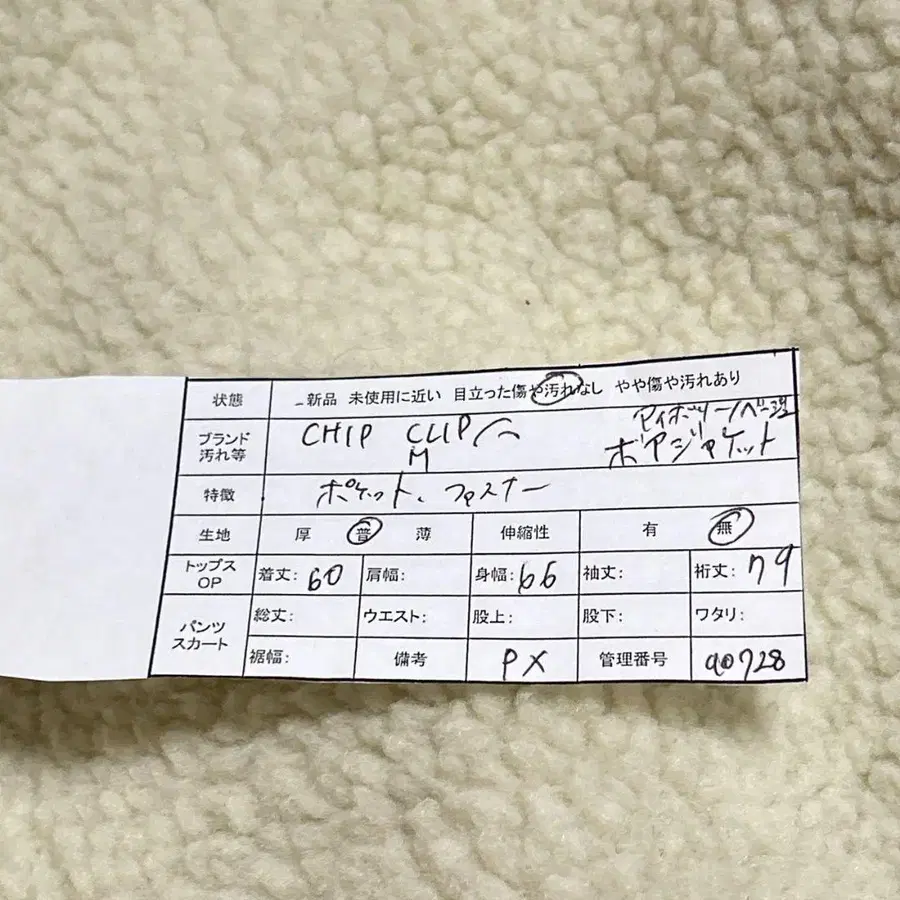 状態 新品 未使用に近い 目立った傷や汚れなし やや傷や汚れあり
ブランド 汚れ等 CHIP CLIP M アイボリー/ベージュ ボアジャケット
特徴 ポケット、ファスナー
生地 厚 普 薄 伸縮性 有 無
トップス OP 着丈: 60 肩幅: 身幅: 66 袖丈: 裄丈: 79
パンツ スカート 総丈: ウエスト: 股上: 股下: ワタリ:
裾幅: 備考 PX 管理番号 90728